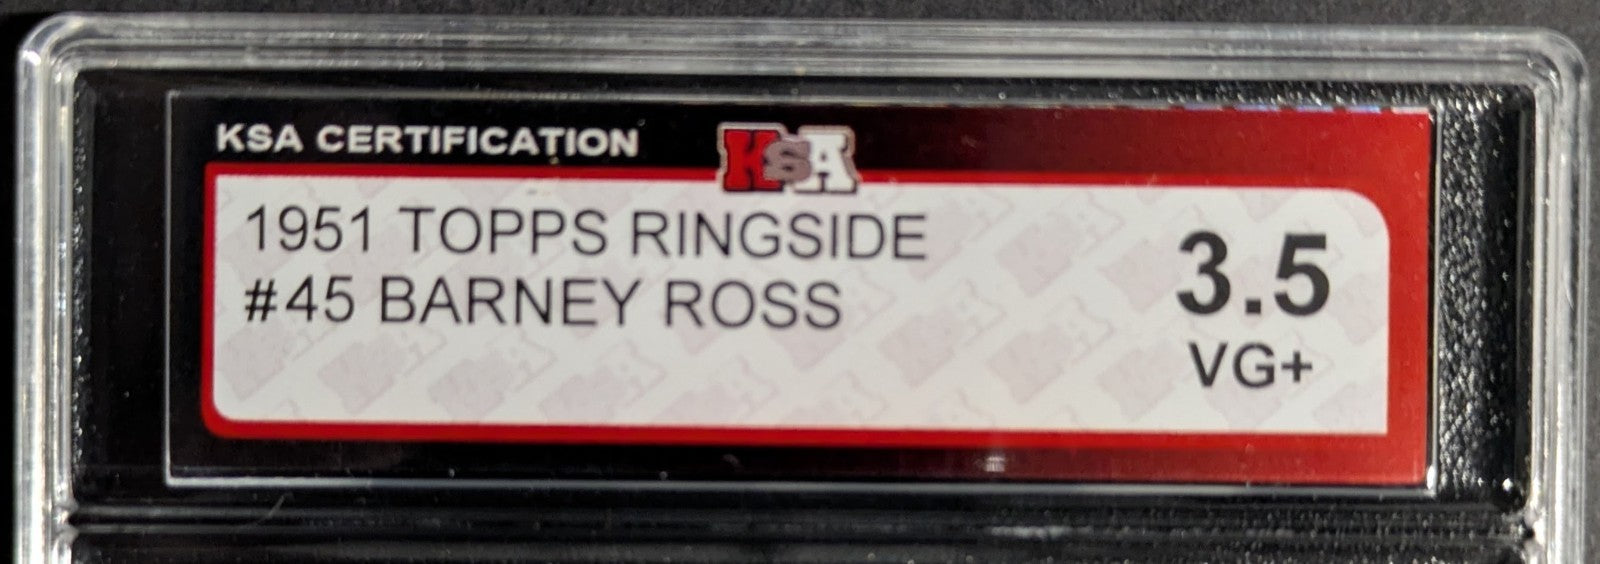 KSA CERTIFICATION
KSA
1951 TOPPS RINGSIDE
#45 BARNEY ROSS
3.5
VG+